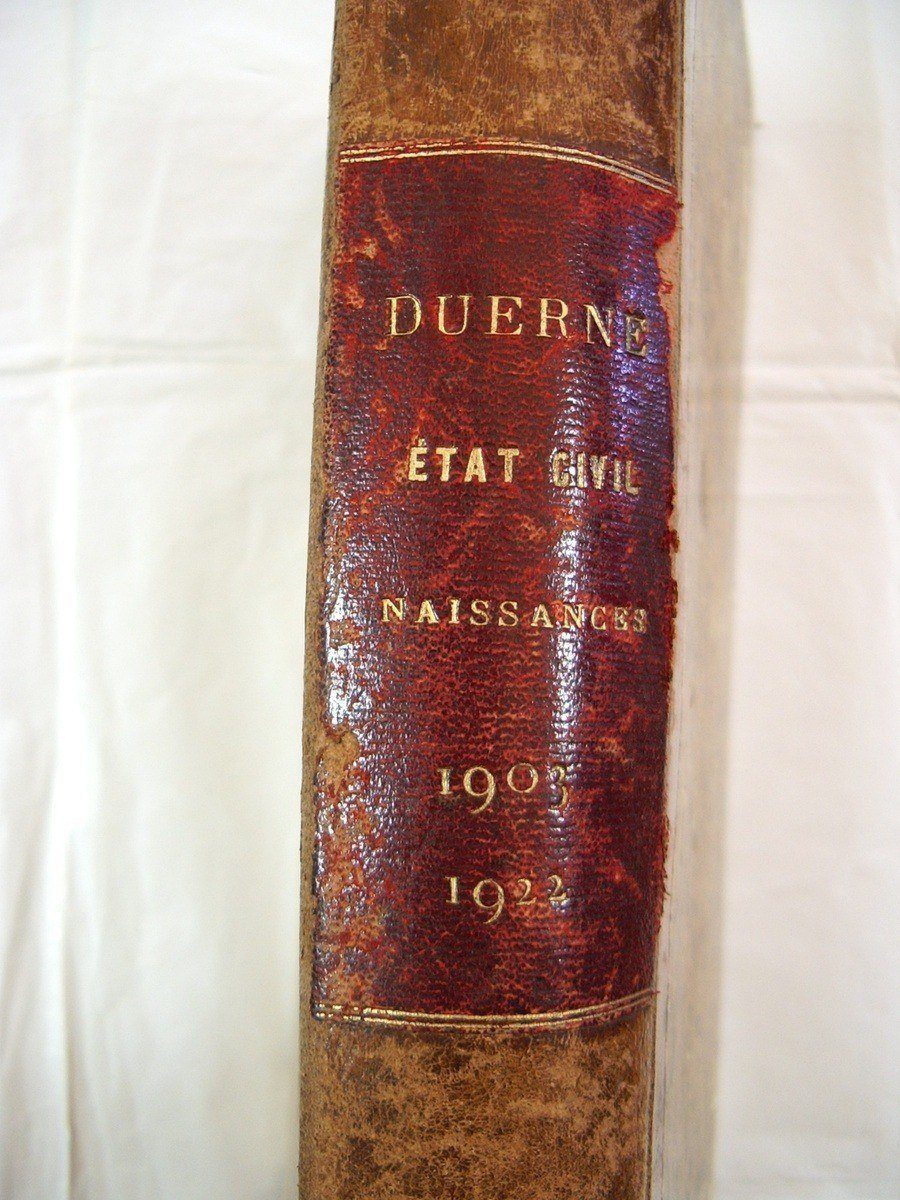 DUERNE
ÉTAT CIVIL
NAISSANCES
1903
1922